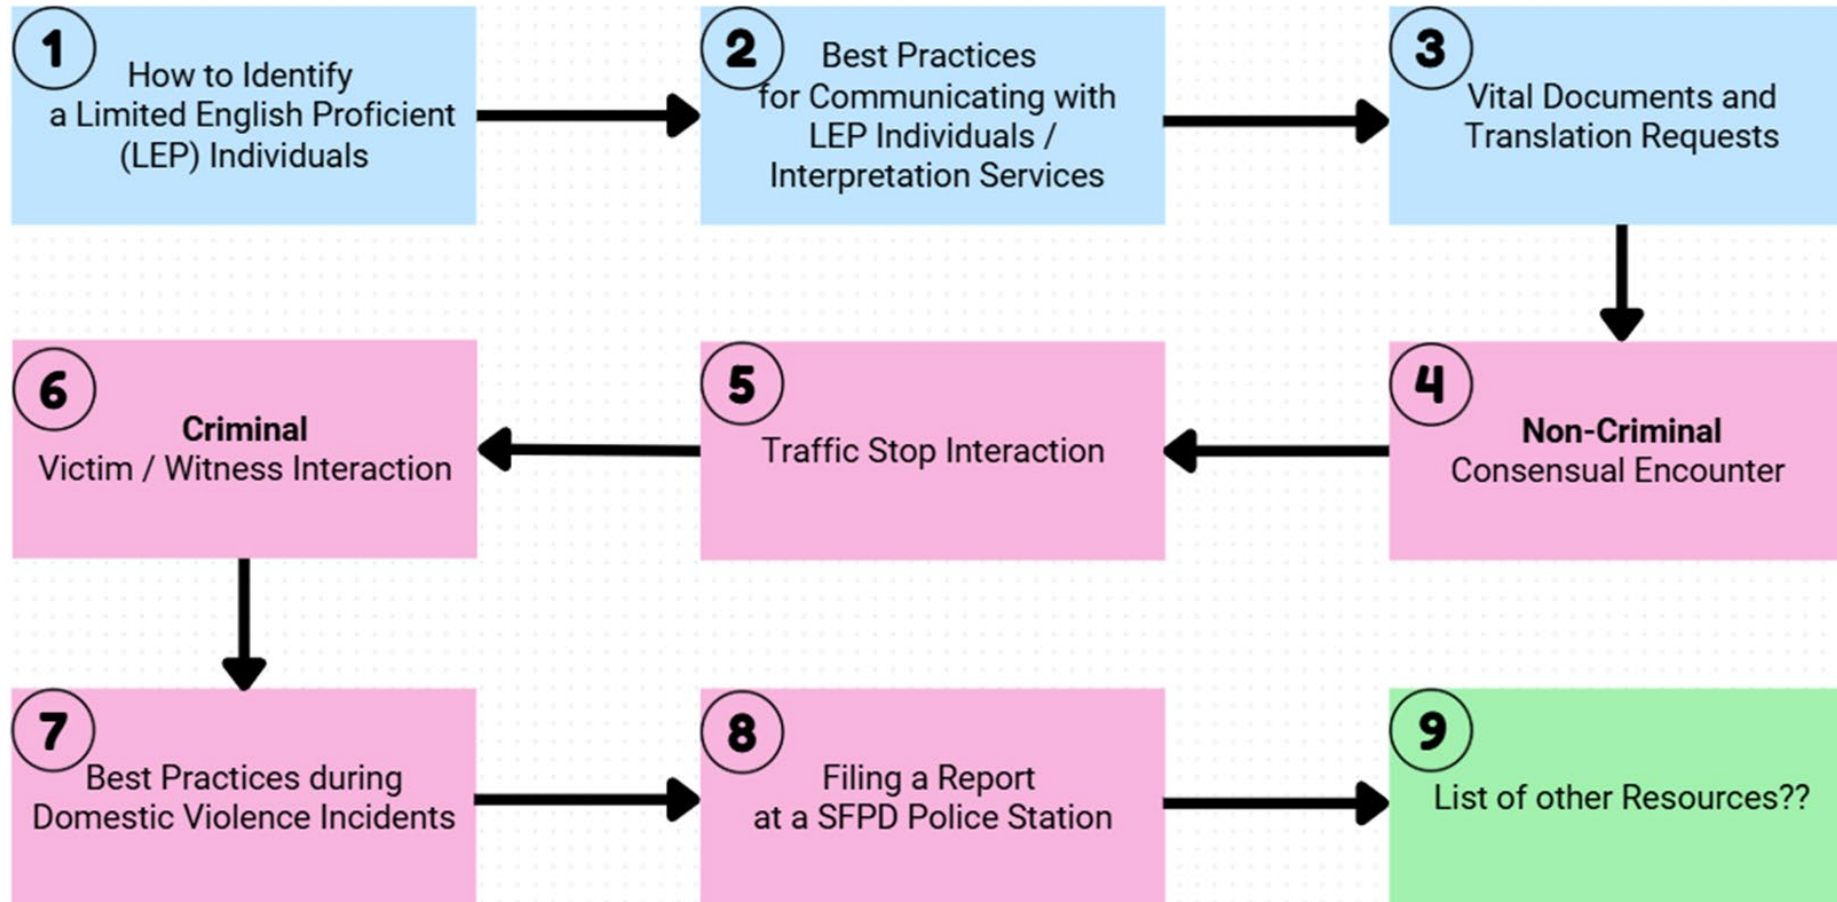 1
How to Identify
a Limited English Proficient
(LEP) Individuals
2
Best Practices
for Communicating with
LEP Individuals /
Interpretation Services
3
Vital Documents and
Translation Requests
4
Non-Criminal
Consensual Encounter
5
Traffic Stop Interaction
6
Criminal
Victim / Witness Interaction
7
Best Practices during
Domestic Violence Incidents
8
Filing a Report
at a SFPD Police Station
9
List of other Resources??